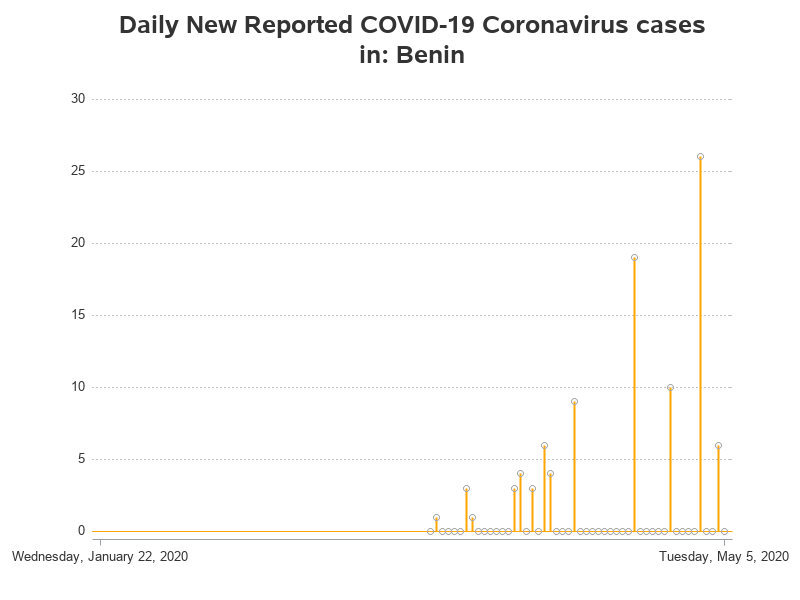 Daily New Reported COVID-19 Coronavirus cases
in: Benin
30
25
20
15
10
5
0
Wednesday, January 22, 2020
Tuesday, May 5, 2020